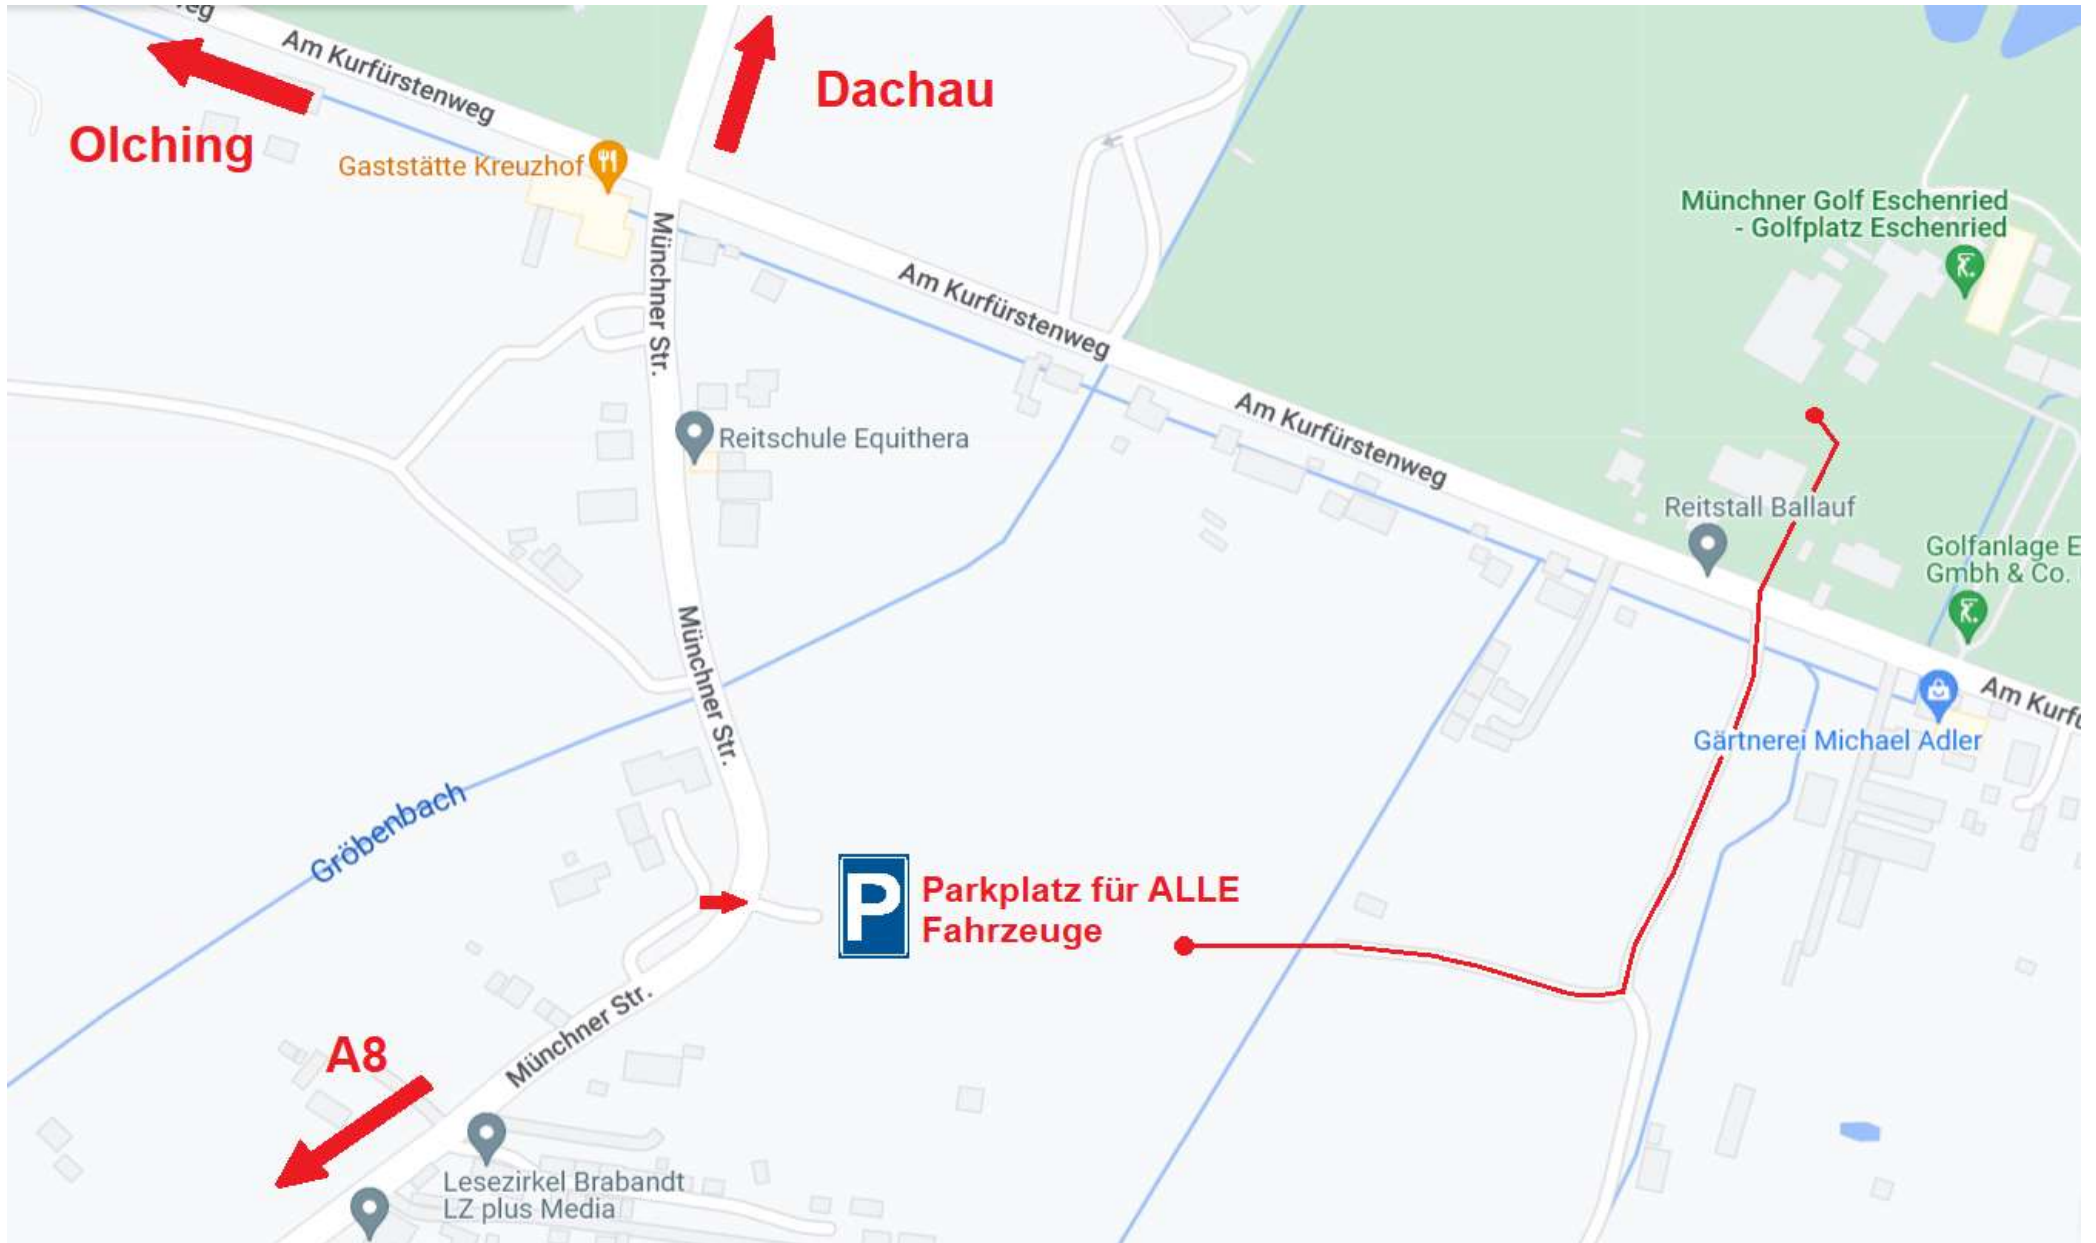 eg
Am Kurfürstenweg
Dachau
Olching
Gaststätte Kreuzhof
Münchner Golf Eschenried
- Golfplatz Eschenried
Münchner Str.
Am Kurfürstenweg
Am Kurfürstenweg
Reitschule Equithera
Reitstall Ballauf
Golfanlage E
Gmbh & Co.
Münchner Str.
Am Kurfü
Gärtnerei Michael Adler
Gröbenbach
P
Parkplatz für ALLE
Fahrzeuge
Münchner Str.
A8
Lesezirkel Brabandt
LZ plus Media